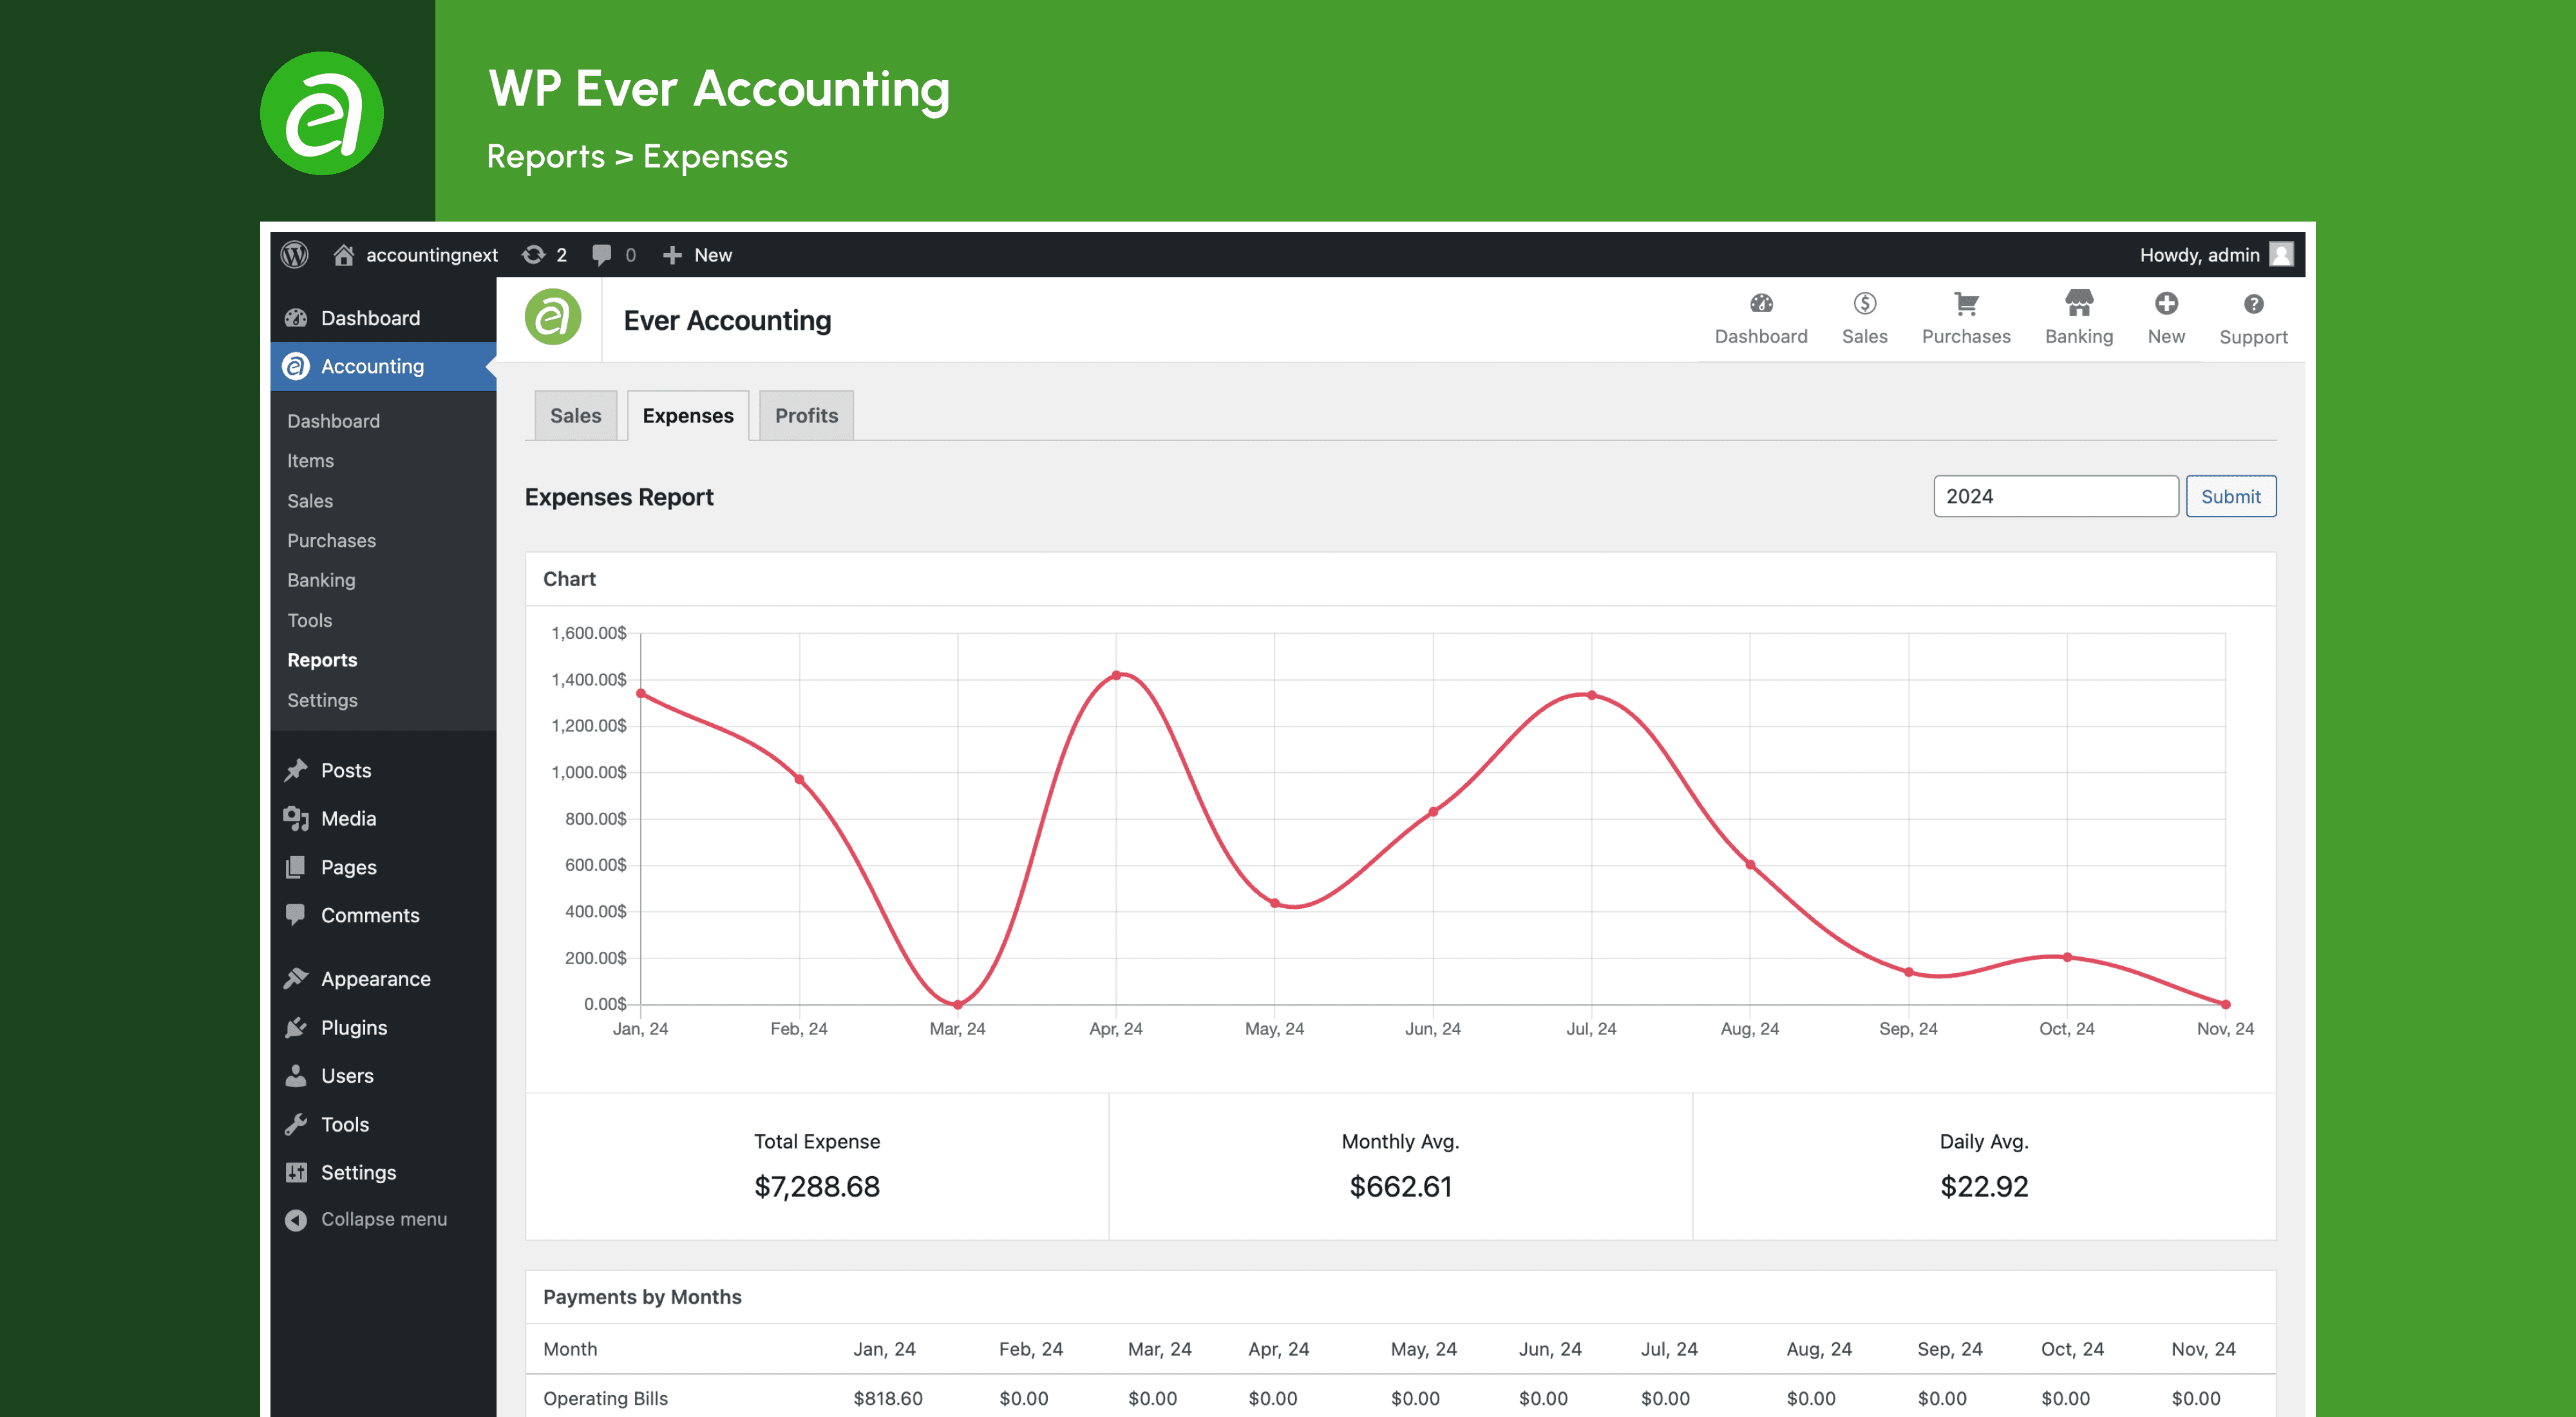 WP Ever Accounting
Reports > Expenses
accountingnext 2 0 New Howdy, admin
Dashboard
Accounting
Dashboard
Items
Sales
Purchases
Banking
Tools
Reports
Settings
Posts
Media
Pages
Comments
Appearance
Plugins
Users
Tools
Settings
Collapse menu
Ever Accounting
Dashboard Sales Purchases Banking New Support
Sales Expenses Profits
Expenses Report 2024 Submit
Chart
1,600.00$
1,400.00$
1,200.00$
1,000.00$
800.00$
600.00$
400.00$
200.00$
0.00$
Jan, 24 Feb, 24 Mar, 24 Apr, 24 May, 24 Jun, 24 Jul, 24 Aug, 24 Sep, 24 Oct, 24 Nov, 24
Total Expense Monthly Avg. Daily Avg.
$7,288.68 $662.61 $22.92
Payments by Months
Month Jan, 24 Feb, 24 Mar, 24 Apr, 24 May, 24 Jun, 24 Jul, 24 Aug, 24 Sep, 24 Oct, 24 Nov, 24
Operating Bills $818.60 $0.00 $0.00 $0.00 $0.00 $0.00 $0.00 $0.00 $0.00 $0.00 $0.00